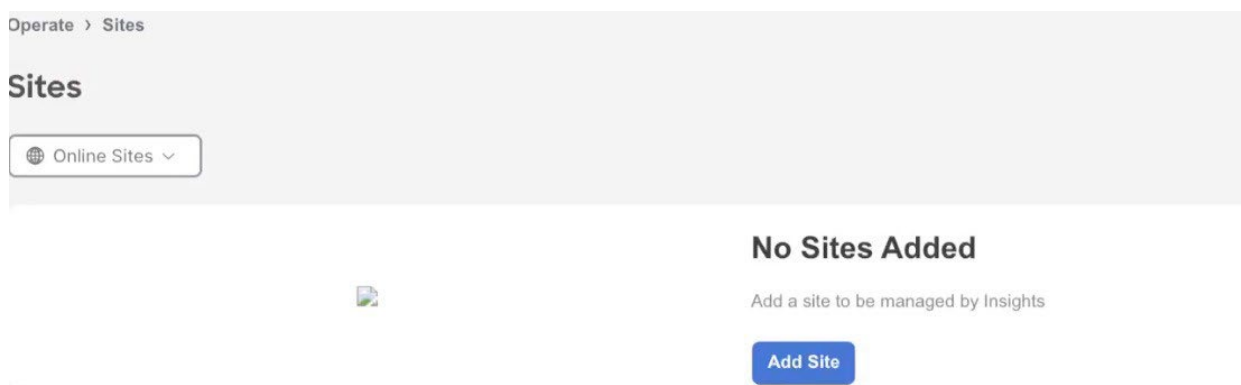 Operate › Sites
Sites
Online Sites
No Sites Added
Add a site to be managed by Insights
Add Site